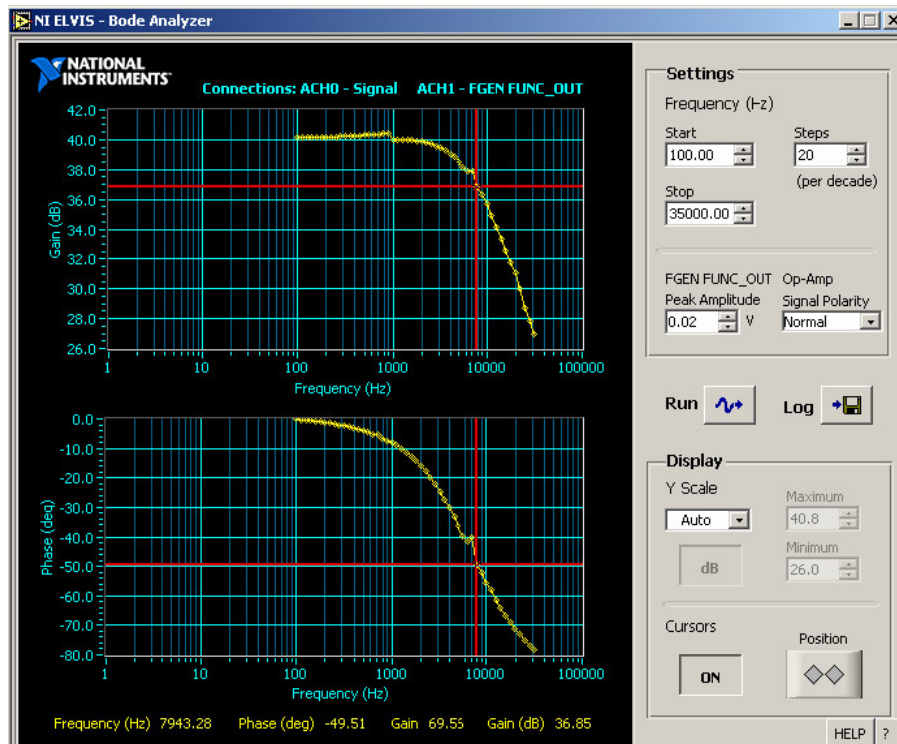 NI ELVIS - Bode Analyzer
NATIONAL
INSTRUMENTS™
Connections: ACH0 - Signal ACH1 - FGEN FUNC_OUT
42.0
40.0
38.0
36.0
34.0
32.0
30.0
28.0
26.0
Gain (dB)
1 10 100 1000 10000 100000
Frequency (Hz)
0.0
-10.0
-20.0
-30.0
-40.0
-50.0
-60.0
-70.0
-80.0
Phase (deg)
1 10 100 1000 10000 100000
Frequency (Hz)
Frequency (Hz) 7943.28 Phase (deg) -49.51 Gain 69.56 Gain (dB) 36.85
Settings
Frequency (Hz)
Start Steps
100.00 20
(per decade)
Stop
35000.00
FGEN FUNC_OUT Op-Amp
Peak Amplitude Signal Polarity
0.02 V Normal
Run Log
Display
Y Scale Maximum
Auto 40.8
Minimum
dB 26.0
Cursors Position
ON
HELP ?